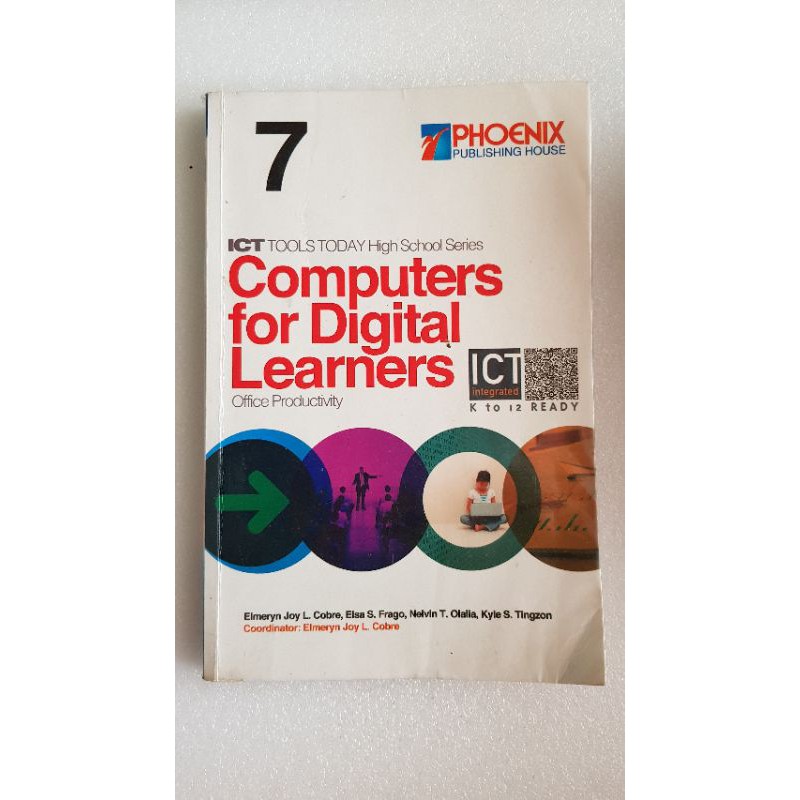 7
PHOENIX
PUBLISHING HOUSE
ICT TOOLS TODAY High School Series
Computers
for Digital
Learners
Office Productivity
ICT
integrated
K to 12 READY
Elmeryn Joy L. Cobre, Elsa S. Frago, Nelvin T. Olalia, Kyle S. Tingzon
Coordinator: Elmeryn Joy L. Cobre